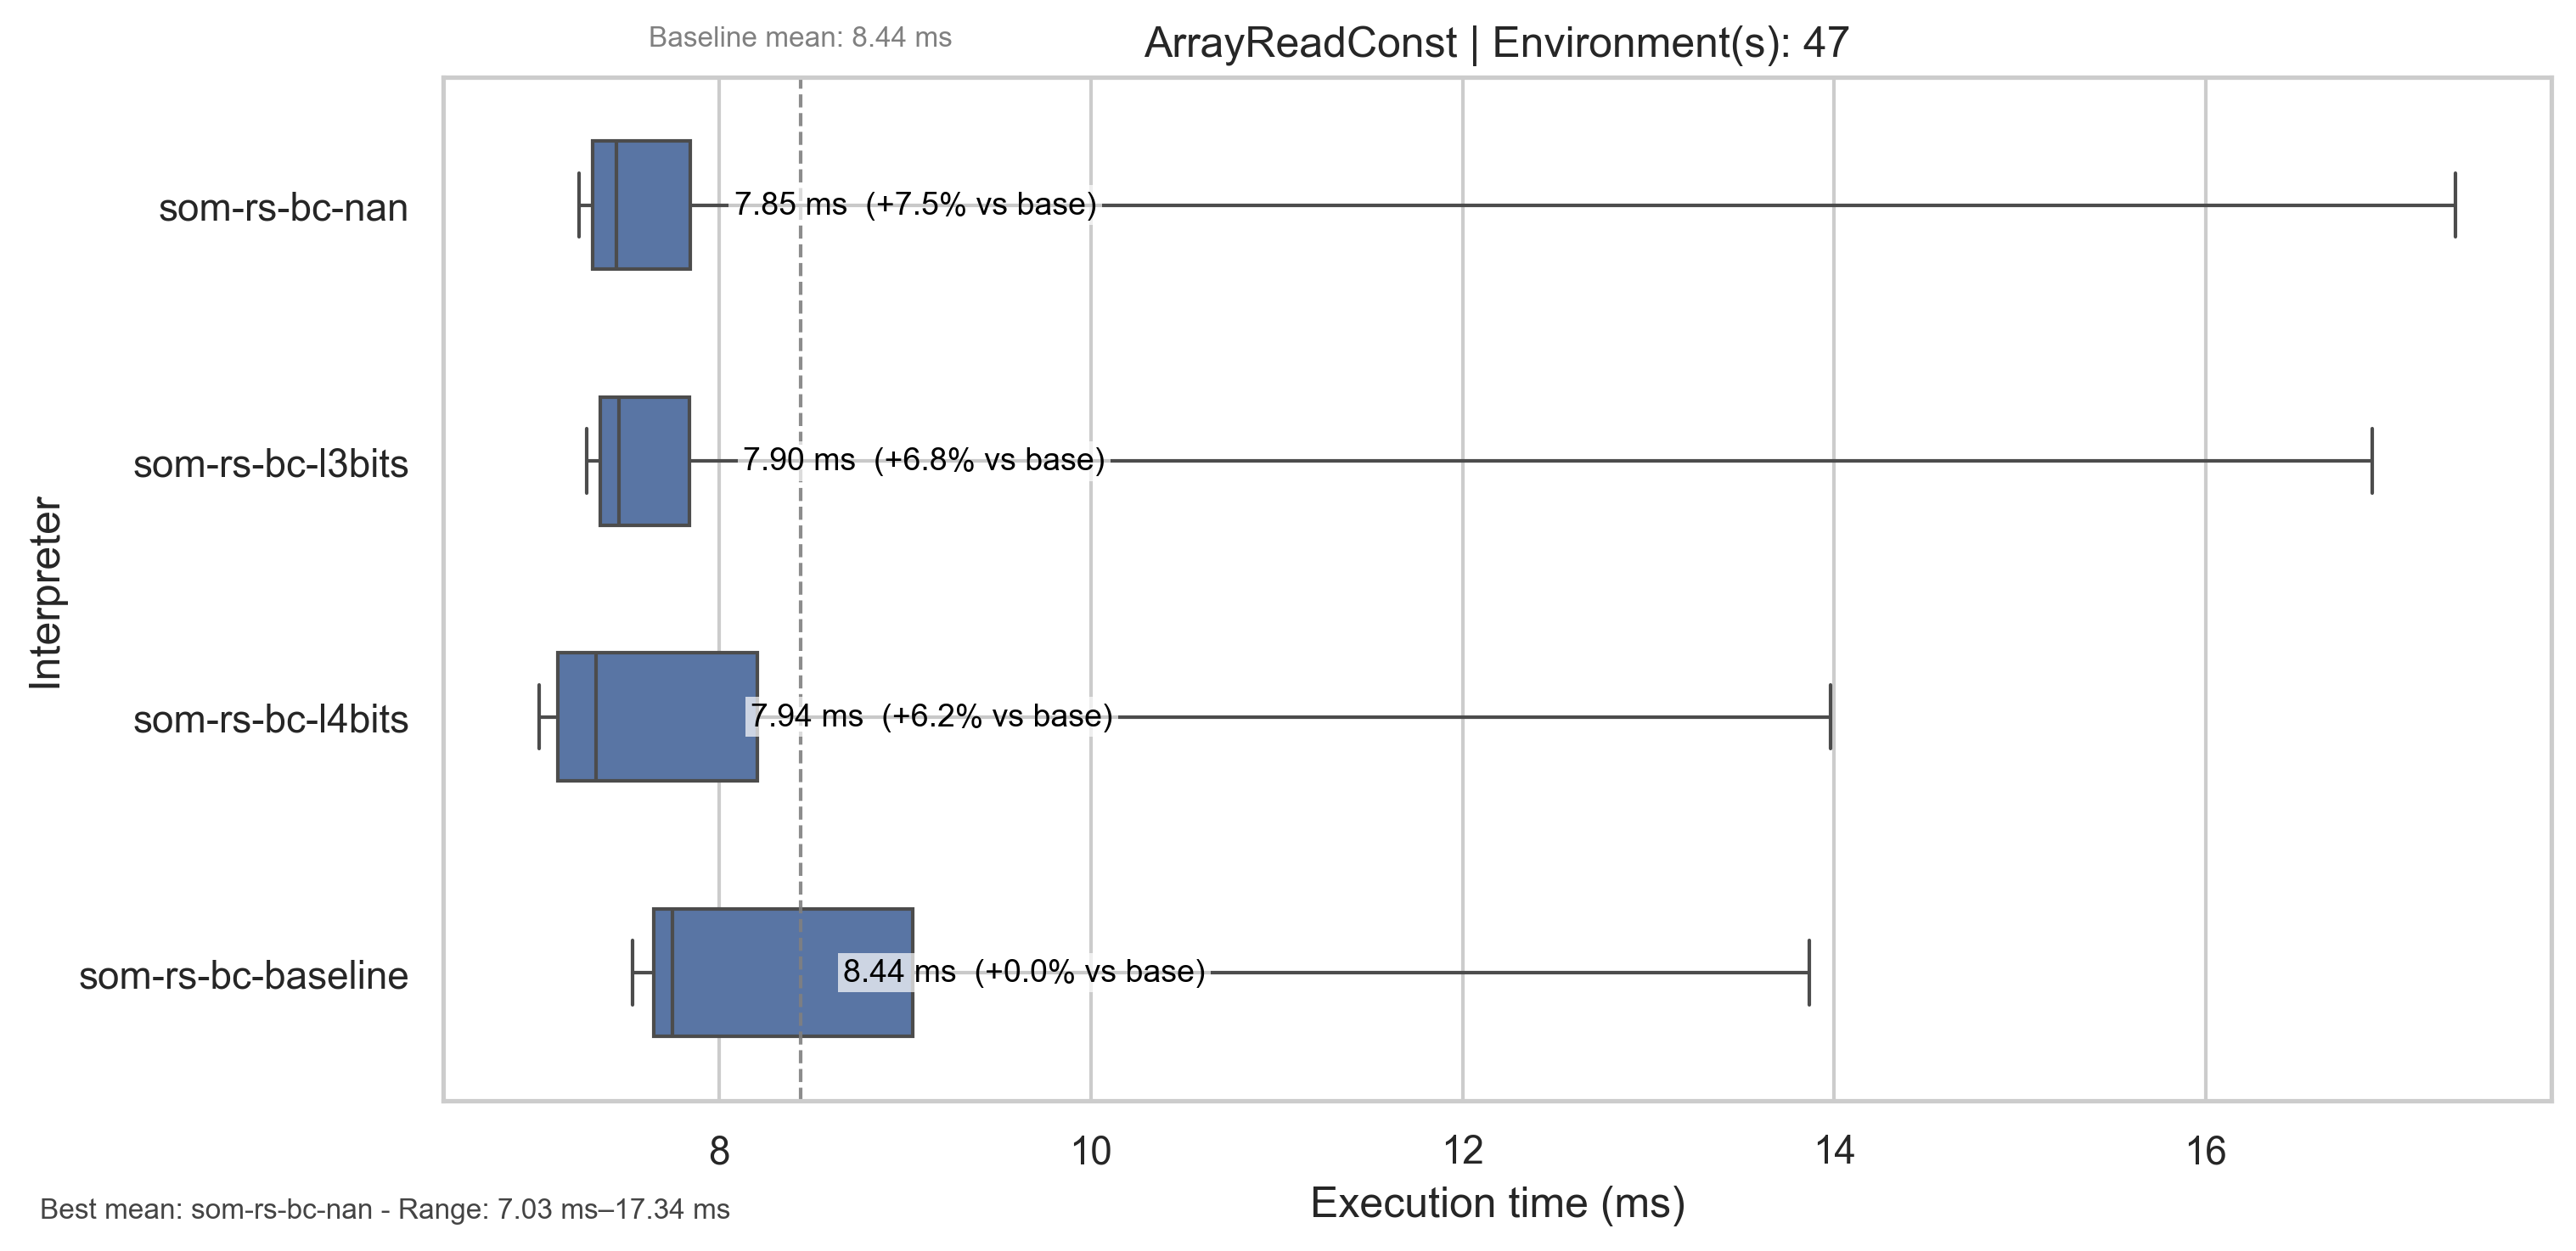 Baseline mean: 8.44 ms
ArrayReadConst | Environment(s): 47
som-rs-bc-nan
7.85 ms (+7.5% vs base)
som-rs-bc-l3bits
7.90 ms (+6.8% vs base)
som-rs-bc-l4bits
7.94 ms (+6.2% vs base)
som-rs-bc-baseline
8.44 ms (+0.0% vs base)
Interpreter
8 10 12 14 16
Execution time (ms)
Best mean: som-rs-bc-nan - Range: 7.03 ms–17.34 ms